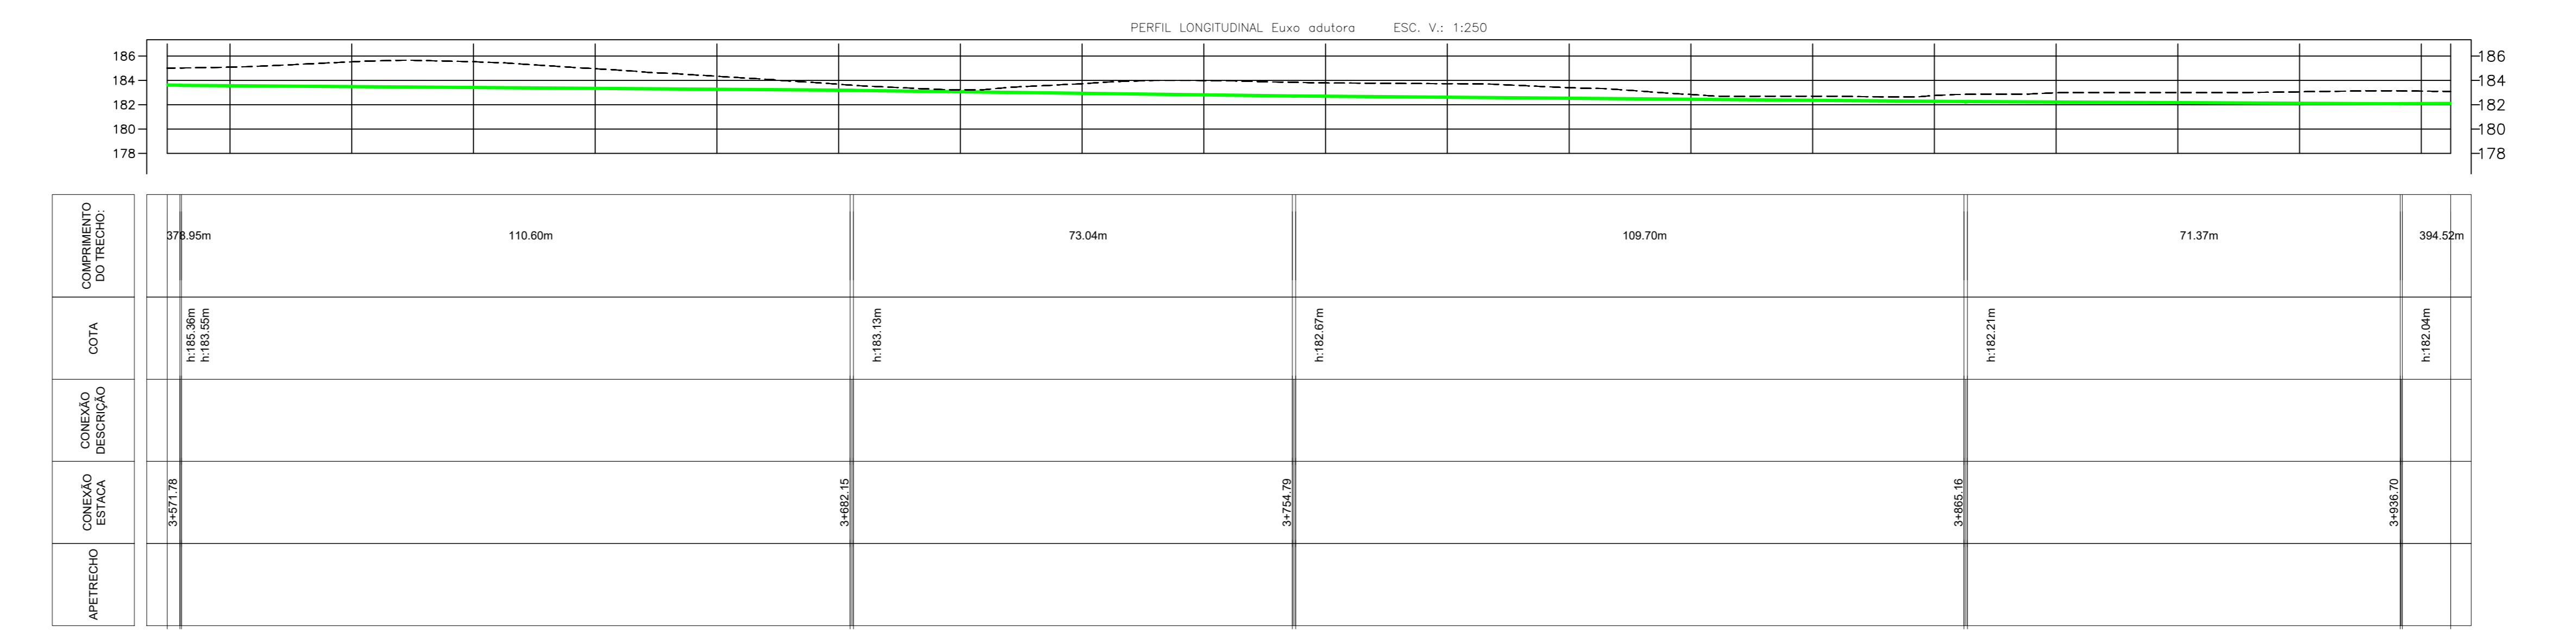 PERFIL LONGITUDINAL Euxo adutora ESC. V.: 1:250
186 186
184 184
182 182
180 180
178 178
COMPRIMENTO
DO TRECHO:
378.95m 110.60m 73.04m 109.70m 71.37m 394.52m
COTA
h:185.36m
h:183.55m
h:183.13m
h:182.67m
h:182.21m
h:182.04m
CONEXÃO
DESCRIÇÃO
CONEXÃO
ESTACA
3+571.78
3+682.15
3+754.79
3+865.16
3+936.70
APETRECHO